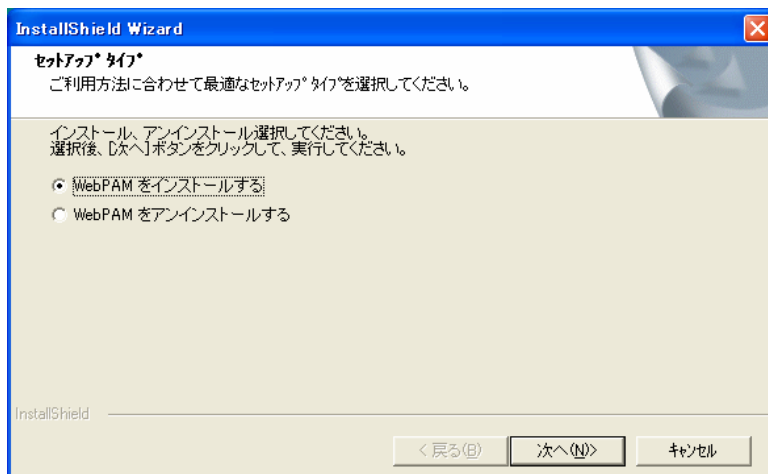 InstallShield Wizard
ｾｯﾄｱｯﾌﾟ ﾀｲﾌﾟ
ご利用方法に合わせて最適なｾｯﾄｱｯﾌﾟ ﾀｲﾌﾟを選択してください。
インストール、アンインストール選択してください。
選択後、[次へ]ボタンをクリックして、実行してください。
WebPAM をインストールする
WebPAM をアンインストールする
InstallShield
< 戻る(B)
次へ(N)>
ｷｬﾝｾﾙ